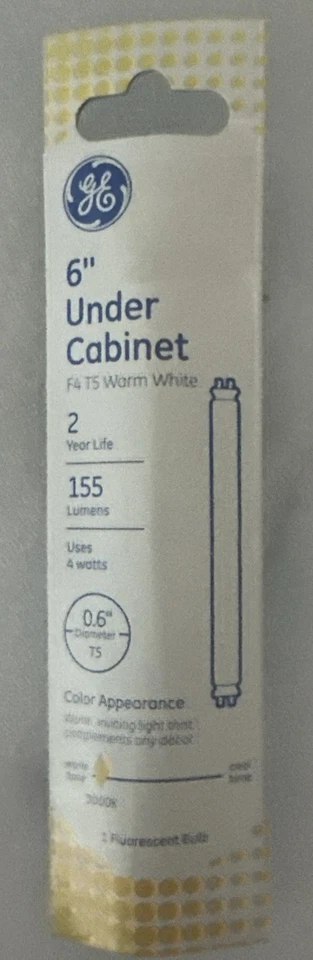 GE
6"
Under
Cabinet
F4 T5 Warm White
2
Year Life
155
Lumens
Uses
4 watts
0.6"
Diameter
T5
Color Appearance
Warm, inviting light that
complements any décor
warm cool
tone tone
3000K
1 Fluorescent Bulb